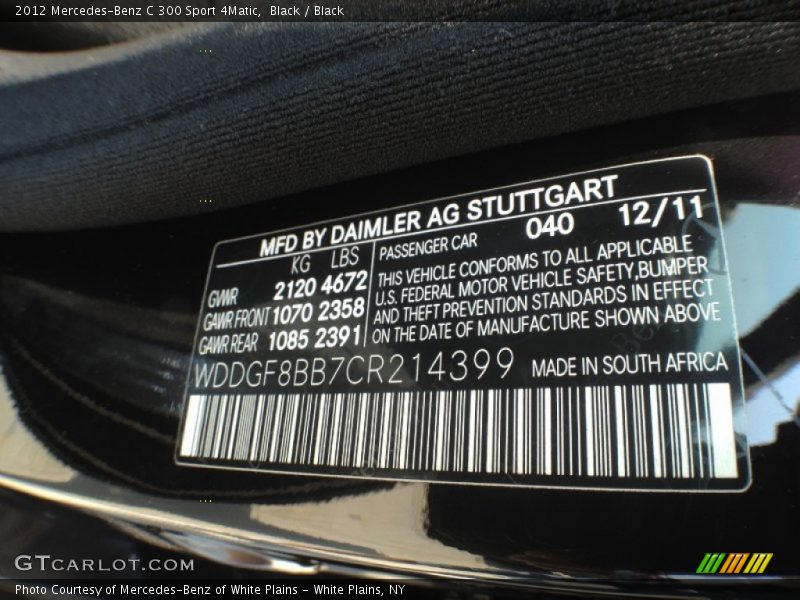 2012 Mercedes-Benz C 300 Sport 4Matic,  Black / Black
MFD BY DAIMLER AG STUTTGART
KG LBS
GWR 2120 4672
GAWR FRONT 1070 2358
GAWR REAR 1085 2391
PASSENGER CAR 040 12/11
THIS VEHICLE CONFORMS TO ALL APPLICABLE
U.S. FEDERAL MOTOR VEHICLE SAFETY,BUMPER
AND THEFT PREVENTION STANDARDS IN EFFECT
ON THE DATE OF MANUFACTURE SHOWN ABOVE
WDDGF8BB7CR214399 MADE IN SOUTH AFRICA
GTCARLOT.COM
Photo Courtesy of Mercedes-Benz of White Plains - White Plains, NY